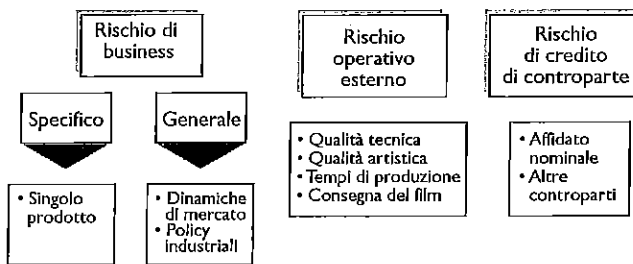 Rischio di
business
Rischio
operativo
esterno
Rischio
di credito
di controparte
Specifico
Generale
• Singolo
prodotto
• Dinamiche
di mercato
• Policy
industriali
• Qualità tecnica
• Qualità artistica
• Tempi di produzione
• Consegna del film
• Affidato
nominale
• Altre
controparti